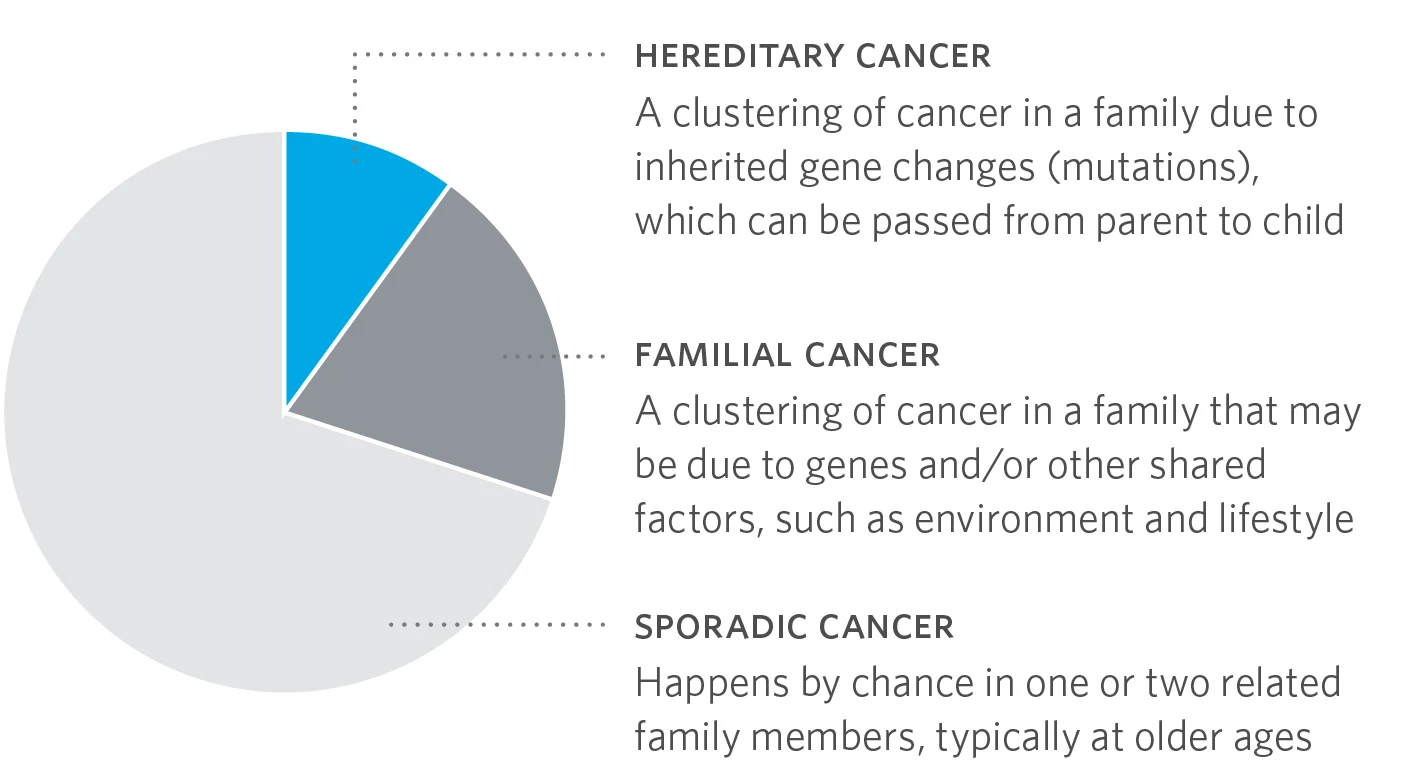 HEREDITARY CANCER
A clustering of cancer in a family due to
inherited gene changes (mutations),
which can be passed from parent to child
FAMILIAL CANCER
A clustering of cancer in a family that may
be due to genes and/or other shared
factors, such as environment and lifestyle
SPORADIC CANCER
Happens by chance in one or two related
family members, typically at older ages